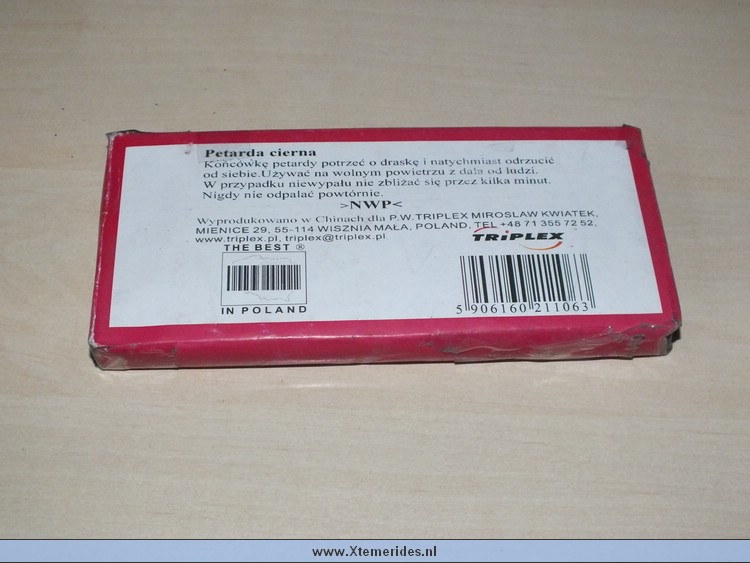 Petarda cierna
Końcówkę petardy potrzeć o draskę i natychmiast odrzucić
od siebie.Używać na wolnym powietrzu z dala od ludzi.
W przypadku niewypału nie zbliżać się przez kilka minut.
Nigdy nie odpalać powtórnie.
>NWP<
Wyprodukowano w Chinach dla P.W.TRIPLEX MIROSLAW KWIATEK,
MIENICE 29, 55-114 WISZNIA MAŁA, POLAND, TEL +48 71 355 72 52,
www.triplex.pl, triplex@triplex.pl
TRIPLEX
THE BEST ®
IN POLAND
5 906160 211063
www.Xtemerides.nl